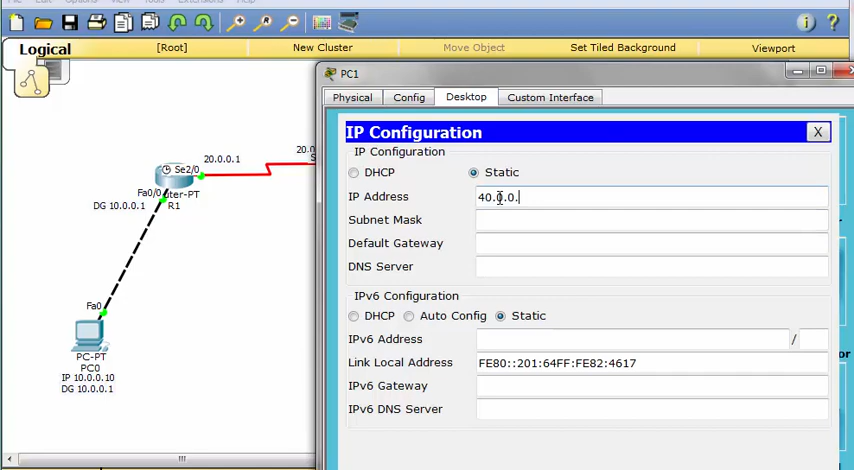 Logical
[Root]
New Cluster
Move Object
Set Tiled Background
Viewport
PC1
Physical
Config
Desktop
Custom Interface
IP Configuration
X
IP Configuration
DHCP
Static
IP Address
40.0.0.
Subnet Mask
Default Gateway
DNS Server
IPv6 Configuration
DHCP
Auto Config
Static
IPv6 Address
/
Link Local Address
FE80::201:64FF:FE82:4617
IPv6 Gateway
IPv6 DNS Server
20.0.0.1
Se2/0
Fa0/0
DG 10.0.0.1
R1
Fa0
PC-PT
PC0
IP 10.0.0.10
DG 10.0.0.1